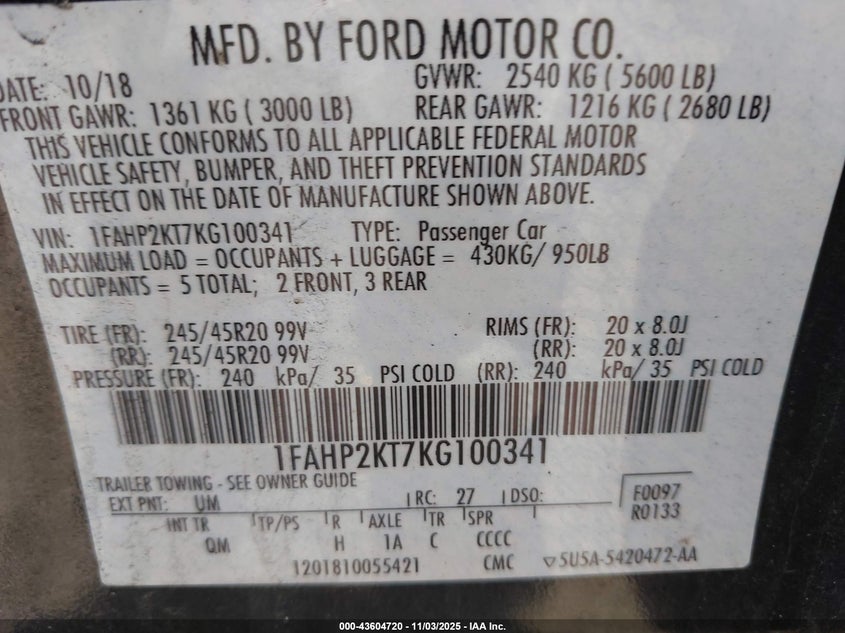 MFD. BY FORD MOTOR CO.
DATE: 10/18 GVWR: 2540 KG ( 5600 LB)
FRONT GAWR: 1361 KG ( 3000 LB) REAR GAWR: 1216 KG ( 2680 LB)
THIS VEHICLE CONFORMS TO ALL APPLICABLE FEDERAL MOTOR
VEHICLE SAFETY, BUMPER, AND THEFT PREVENTION STANDARDS
IN EFFECT ON THE DATE OF MANUFACTURE SHOWN ABOVE.
VIN: 1FAHP2KT7KG100341 TYPE: Passenger Car
MAXIMUM LOAD = OCCUPANTS + LUGGAGE = 430KG/ 950LB
OCCUPANTS = 5 TOTAL; 2 FRONT, 3 REAR
TIRE (FR): 245/45R20 99V RIMS (FR): 20 x 8.0J
(RR): 245/45R20 99V (RR): 20 x 8.0J
PRESSURE (FR): 240 kPa/ 35 PSI COLD (RR): 240 kPa/ 35 PSI COLD
1FAHP2KT7KG100341
TRAILER TOWING - SEE OWNER GUIDE
EXT PNT: UM RC: 27 DSO: F0097
R0133
INT TR TP/PS R AXLE TR SPR
QM H 1A C CCCC
1201810055421 CMC 5U5A-5420472-AA
000-43604720 - 11/03/2025 - IAA Inc.